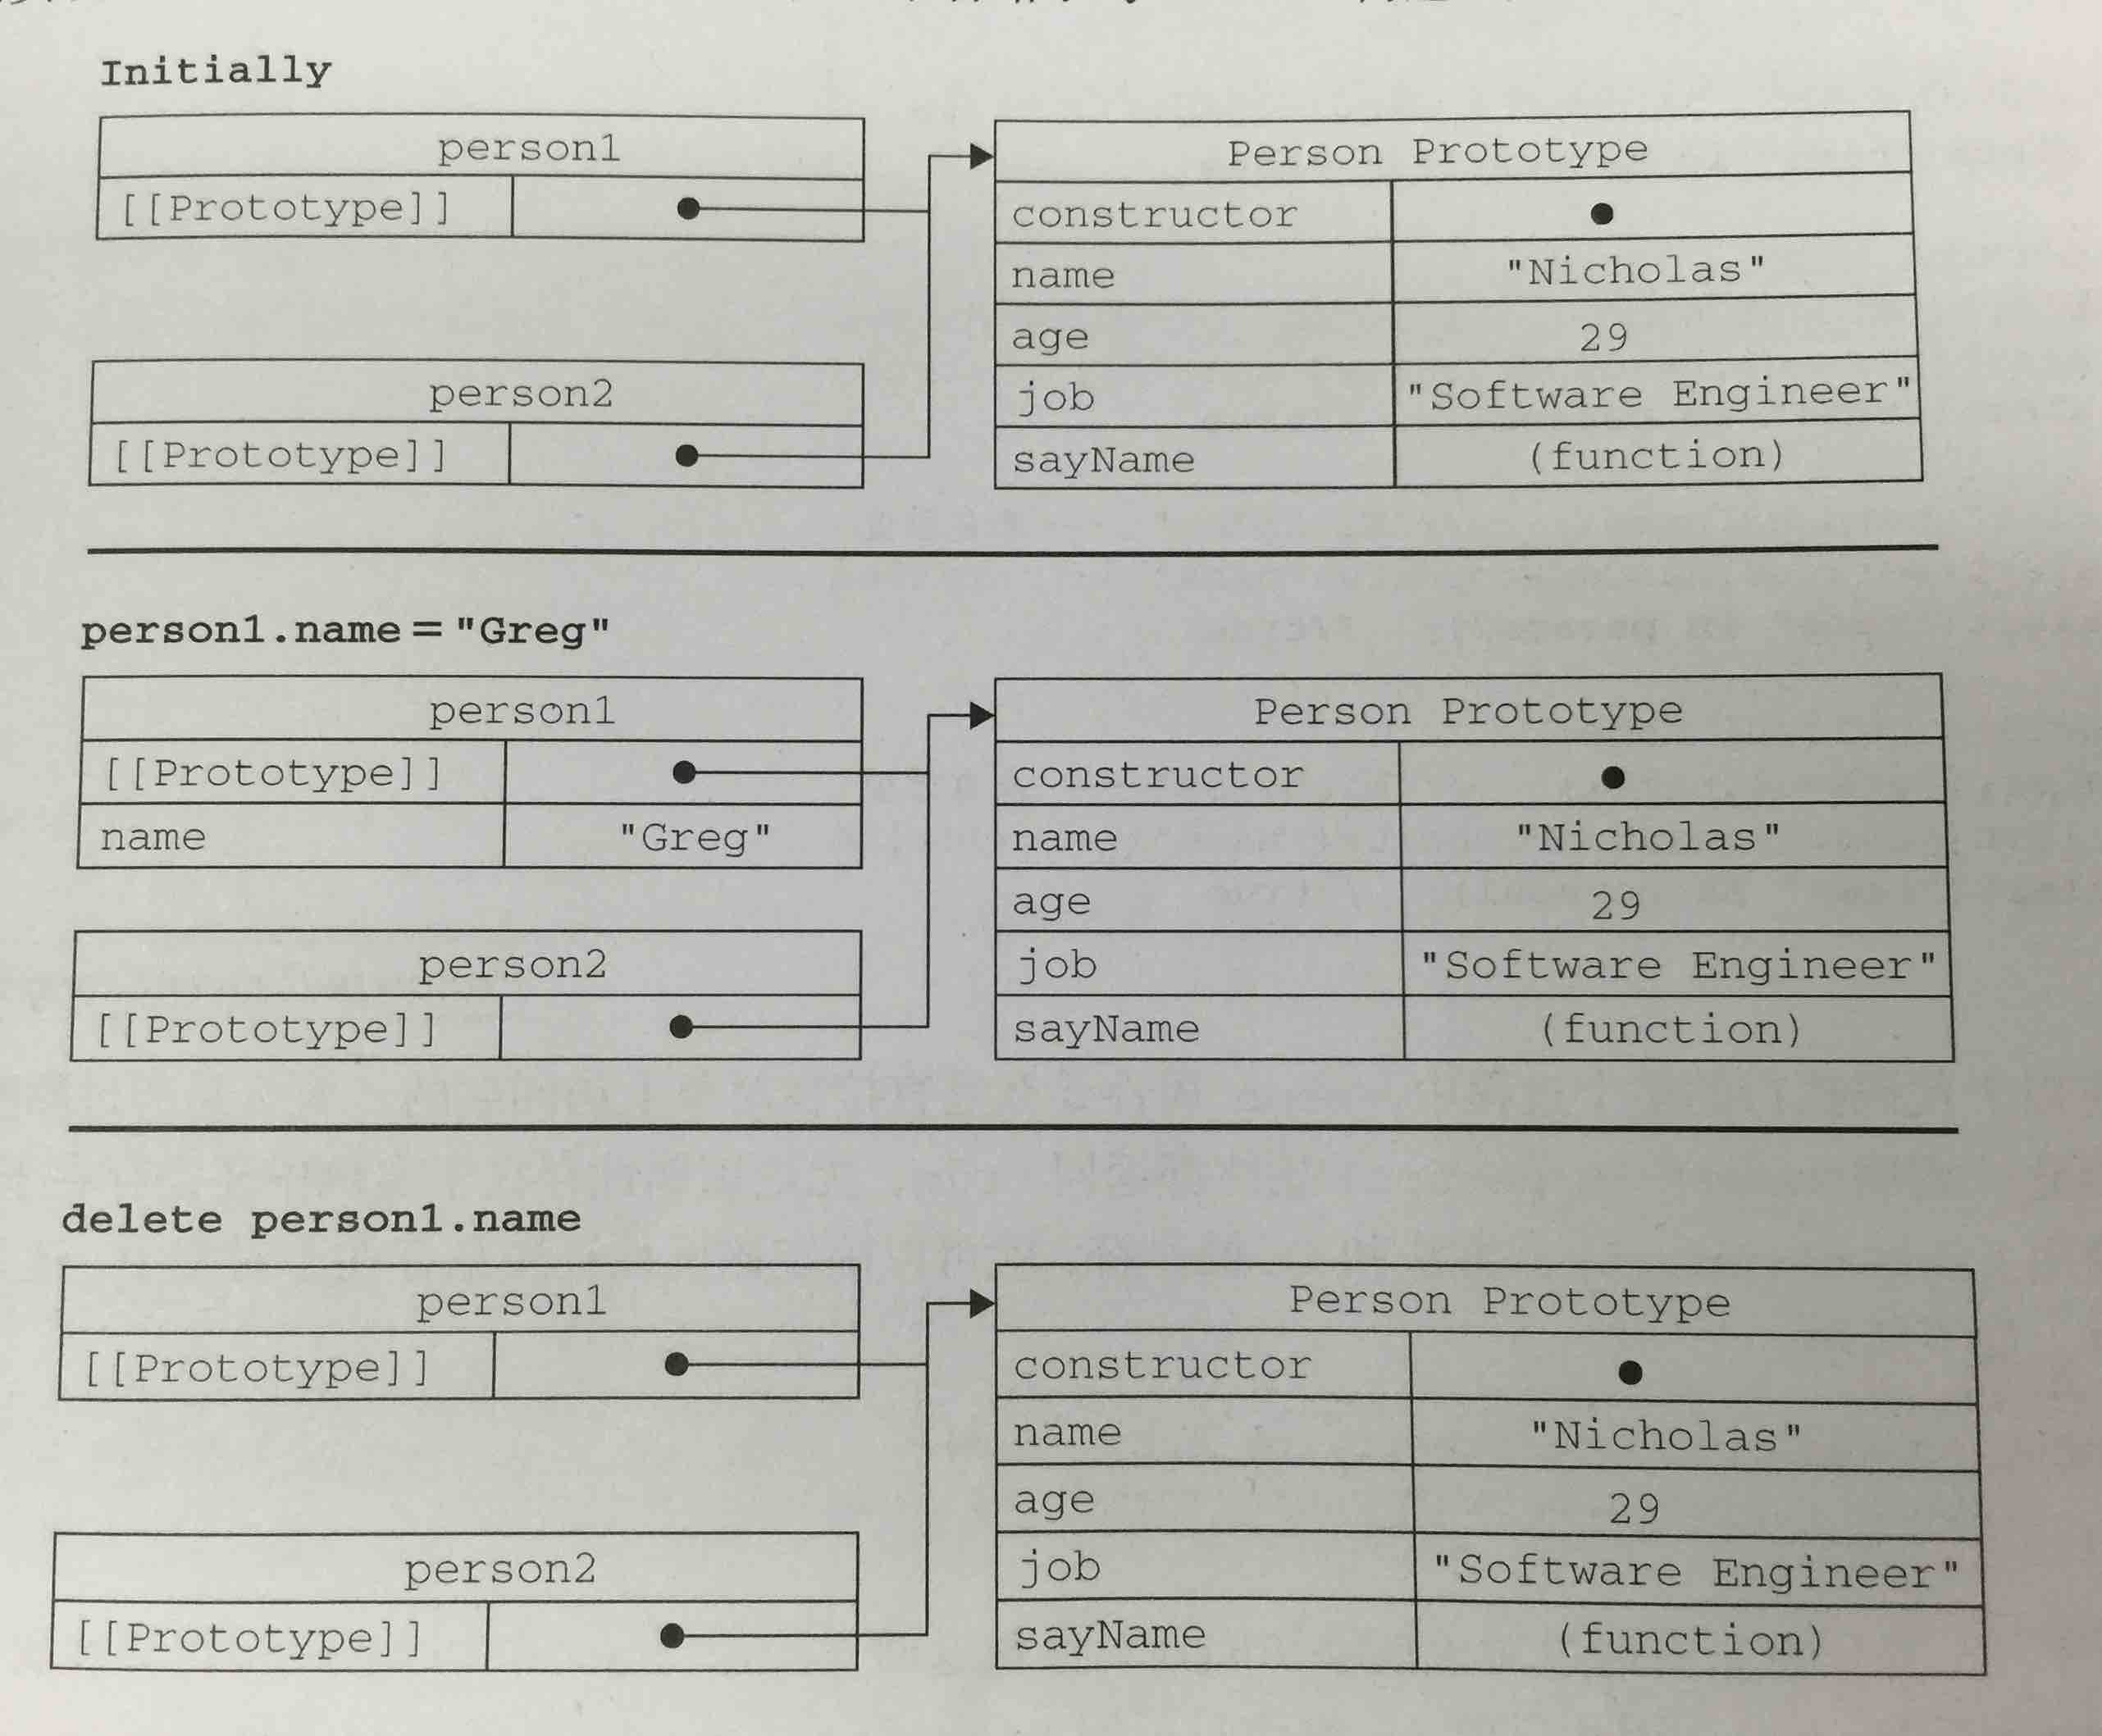 Initially
person1
[[Prototype]]
person2
[[Prototype]]
Person Prototype
constructor
name "Nicholas"
age 29
job "Software Engineer"
sayName (function)
person1.name = "Greg"
person1
[[Prototype]]
name "Greg"
person2
[[Prototype]]
Person Prototype
constructor
name "Nicholas"
age 29
job "Software Engineer"
sayName (function)
delete person1.name
person1
[[Prototype]]
person2
[[Prototype]]
Person Prototype
constructor
name "Nicholas"
age 29
job "Software Engineer"
sayName (function)